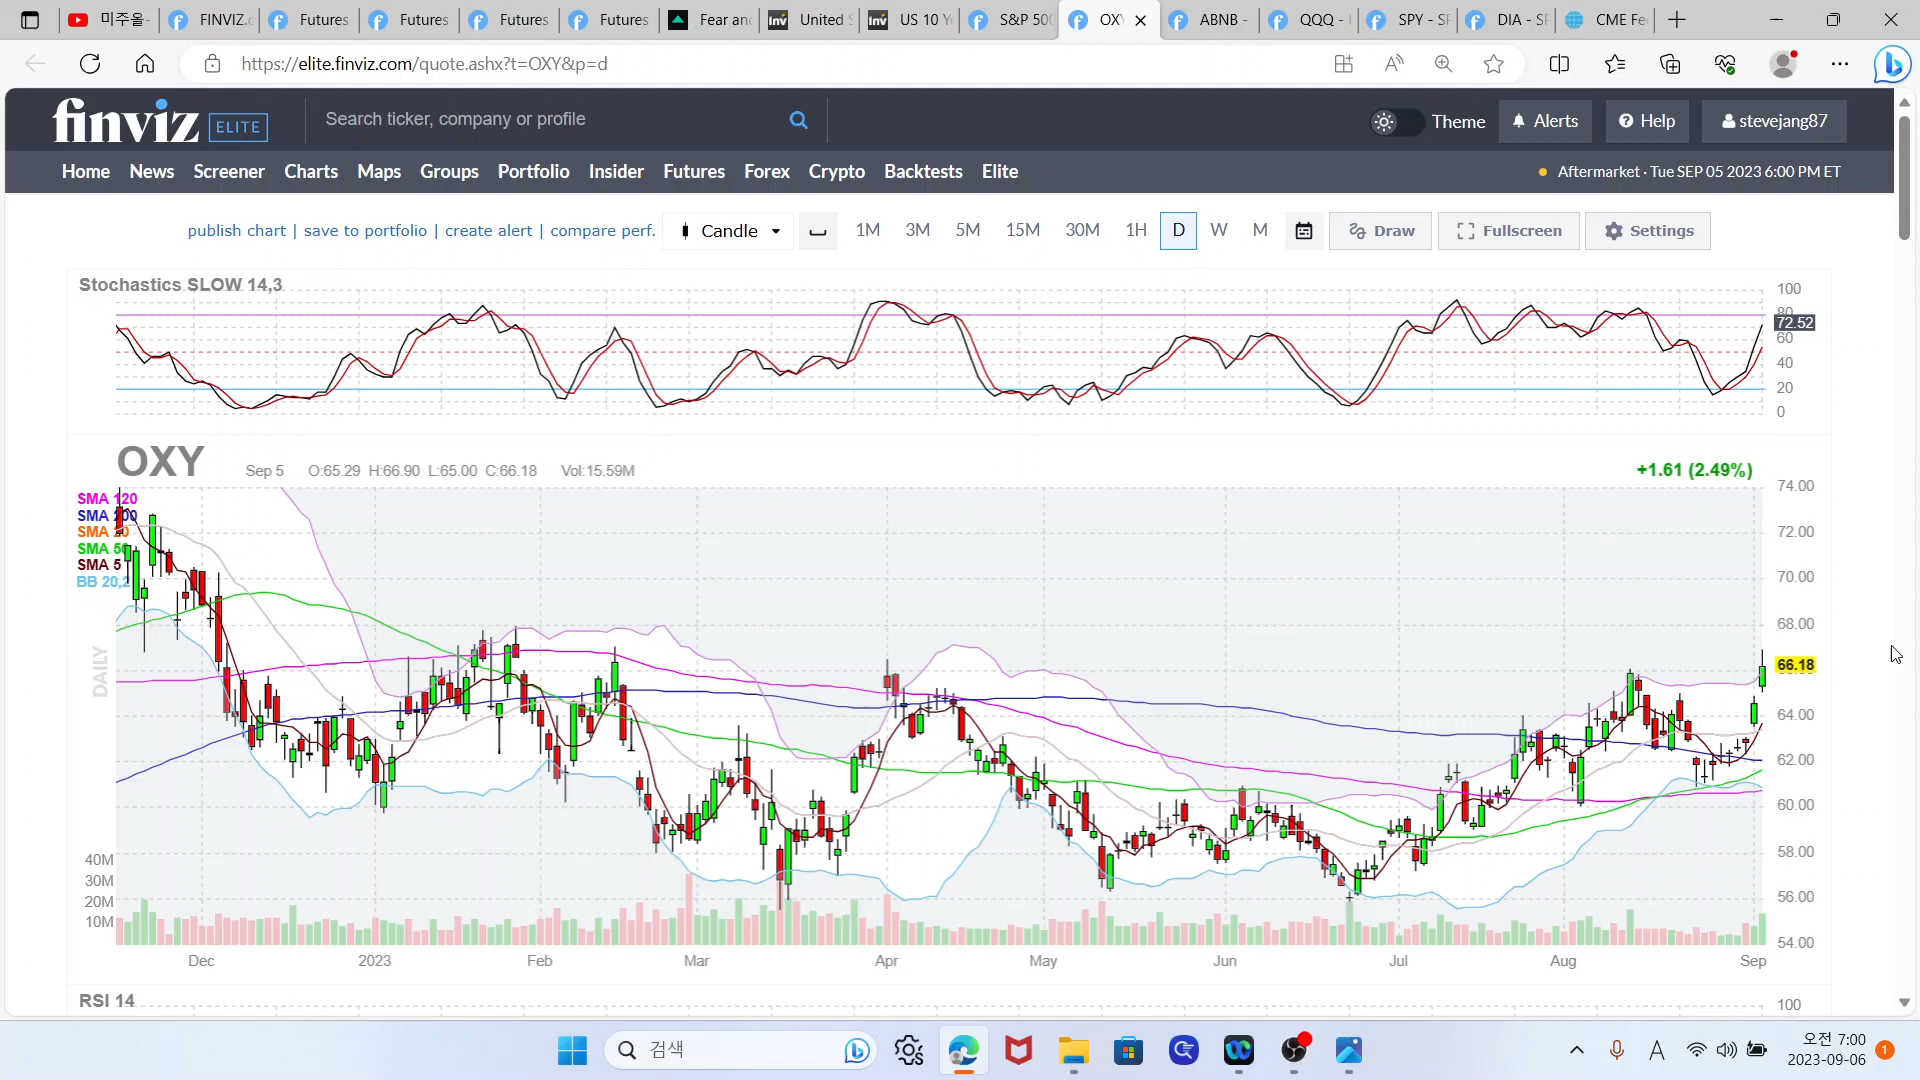 미주올-
FINVIZ.c
Futures
Futures
Futures
Futures
Fear an
Inv United S
Inv US 10 Y
S&P 500
OX
ABNB -
QQQ -
SPY - SF
DIA - SF
CME Fe
https://elite.finviz.com/quote.ashx?t=OXY&p=d
finviz ELITE
Search ticker, company or profile
Theme
Alerts
Help
stevejang87
Home News Screener Charts Maps Groups Portfolio Insider Futures Forex Crypto Backtests Elite
Aftermarket · Tue SEP 05 2023 6:00 PM ET
publish chart | save to portfolio | create alert | compare perf.
Candle
1M 3M 5M 15M 30M 1H D W M
Draw
Fullscreen
Settings
Stochastics SLOW 14,3
100
80
72.52
60
40
20
0
OXY
Sep 5 O:65.29 H:66.90 L:65.00 C:66.18 Vol:15.59M
+1.61 (2.49%)
SMA 120
SMA 200
SMA 20
SMA 50
SMA 5
BB 20,2
DAILY
74.00
72.00
70.00
68.00
66.18
64.00
62.00
60.00
58.00
56.00
54.00
40M
30M
20M
10M
Dec 2023 Feb Mar Apr May Jun Jul Aug Sep
RSI 14
100
검색
A
오전 7:00
2023-09-06
1